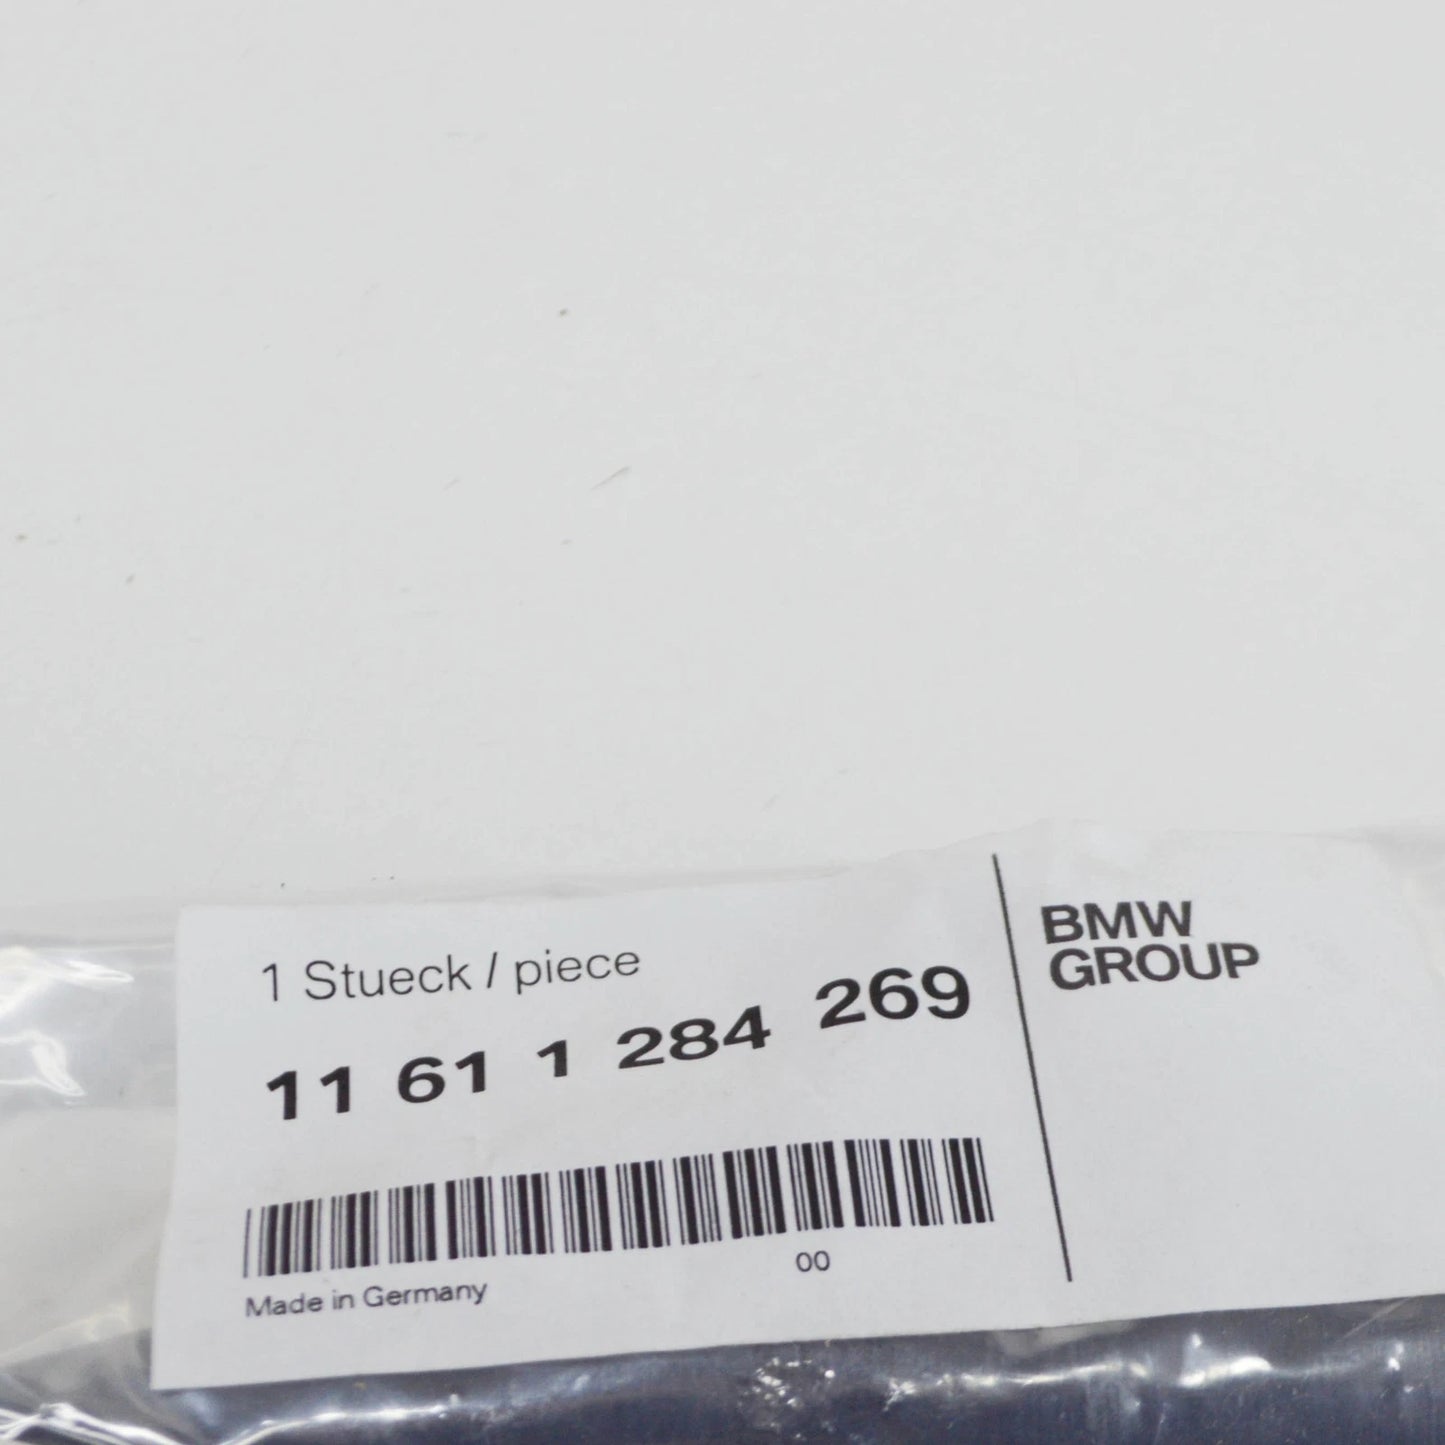 1 Stueck / piece
11 61 1 284 269
Made in Germany
00
BMW
GROUP